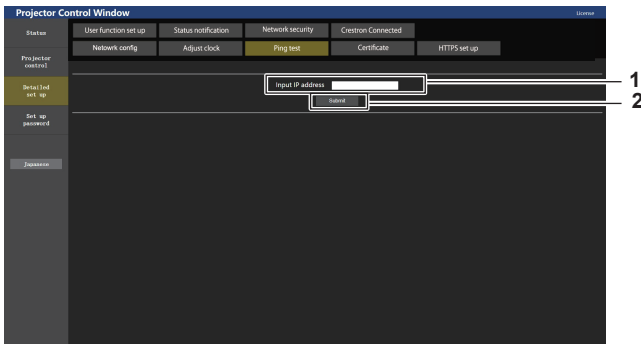 Projector Control Window
License
Status
User function set up
Status notification
Network security
Crestron Connected
Netowrk config
Adjust clock
Ping test
Certificate
HTTPS set up
Projector
control
Detailed
set up
Set up
password
Japanese
Input IP address
1
Submit
2